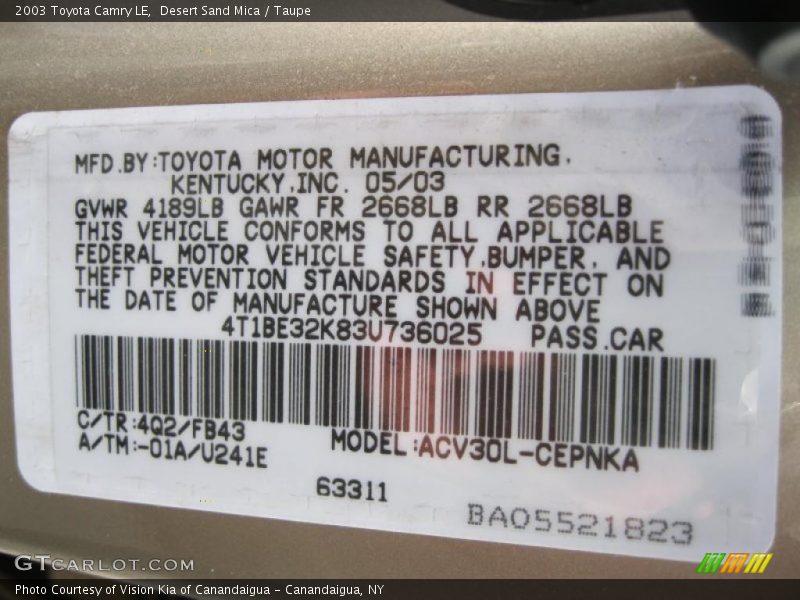 2003 Toyota Camry LE,  Desert Sand Mica / Taupe
MFD.BY:TOYOTA MOTOR MANUFACTURING.
KENTUCKY,INC. 05/03
GVWR 4189LB GAWR FR 2668LB RR 2668LB
THIS VEHICLE CONFORMS TO ALL APPLICABLE
FEDERAL MOTOR VEHICLE SAFETY,BUMPER, AND
THEFT PREVENTION STANDARDS IN EFFECT ON
THE DATE OF MANUFACTURE SHOWN ABOVE
4T1BE32K83U736025 PASS.CAR
C/TR:4Q2/FB43
A/TM:-01A/U241E
MODEL:ACV30L-CEPNKA
63311
BA05521823
GTCARLOT.COM
Photo Courtesy of Vision Kia of Canandaigua - Canandaigua, NY